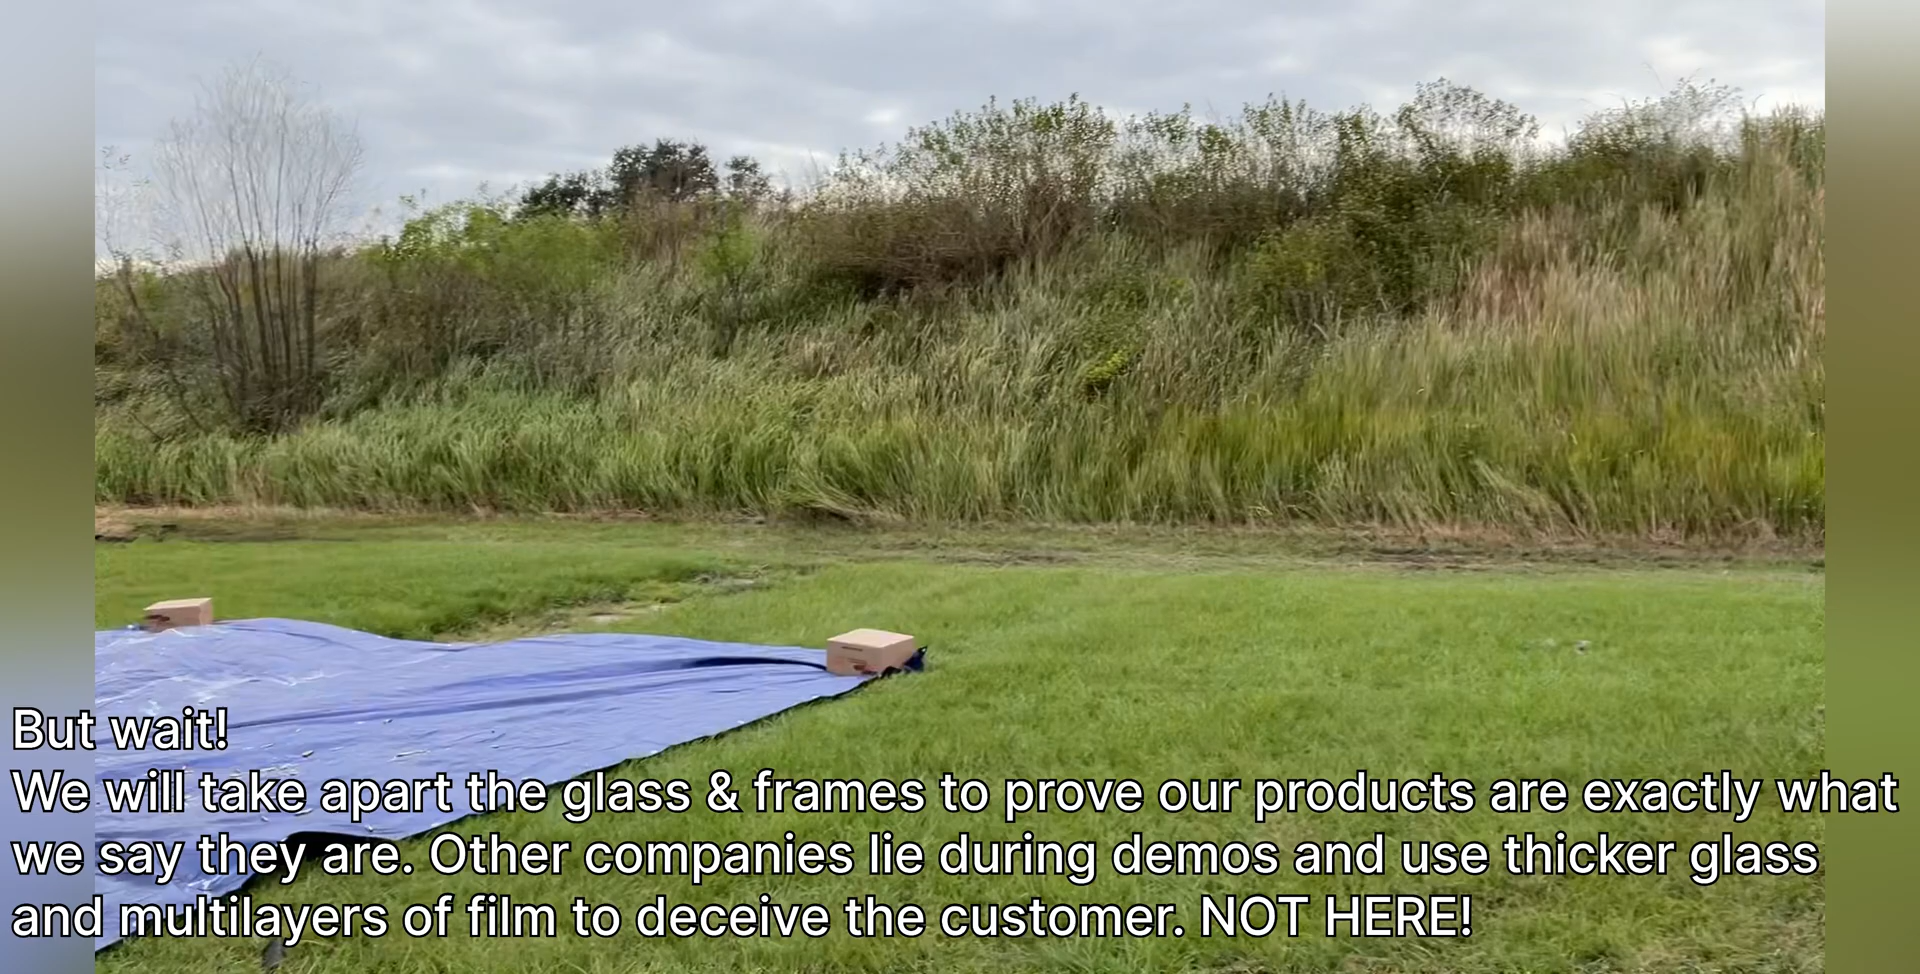 But wait!
We will take apart the glass & frames to prove our products are exactly what
we say they are. Other companies lie during demos and use thicker glass
and multilayers of film to deceive the customer. NOT HERE!